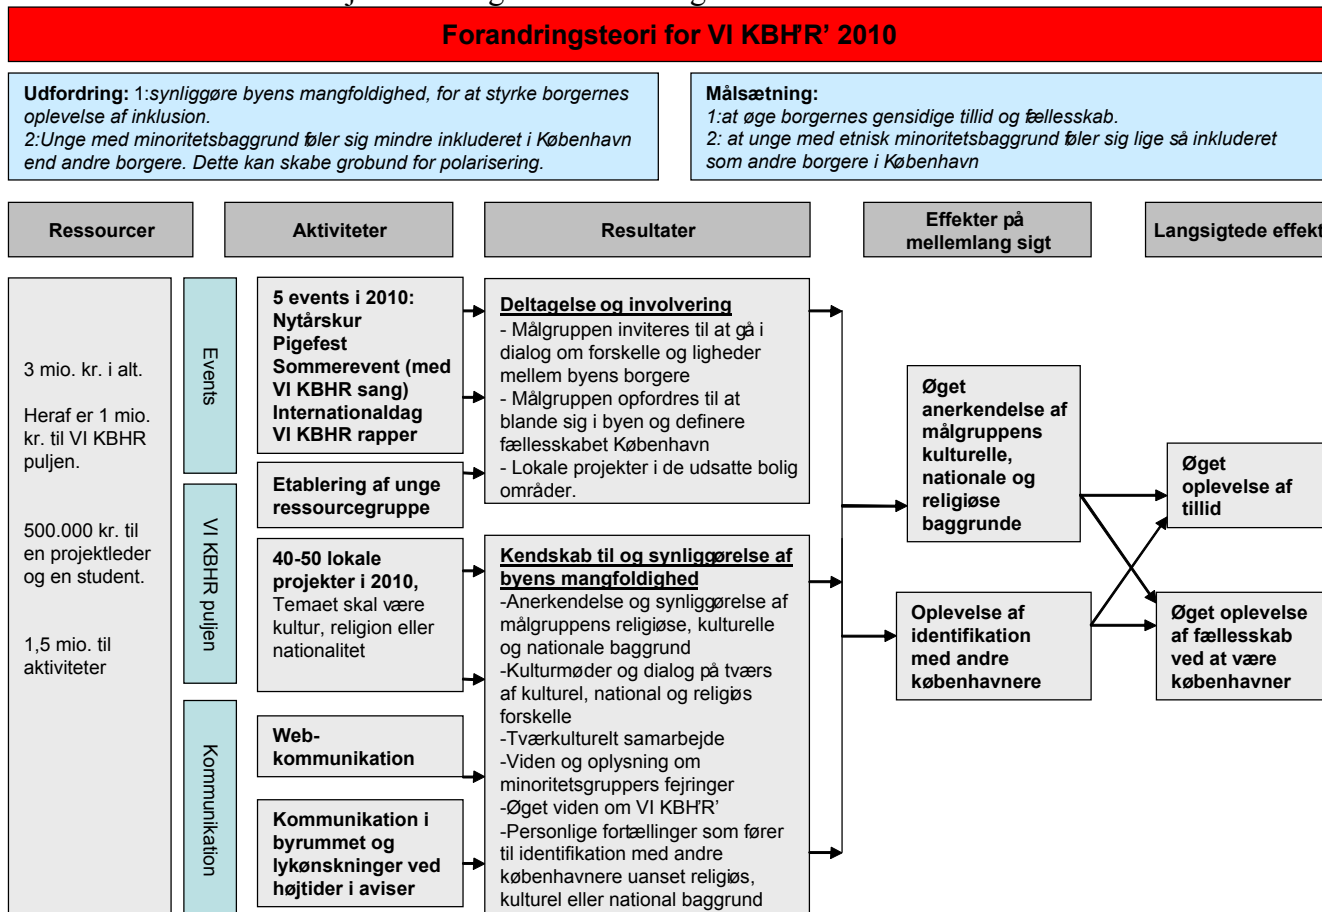 Forandringsteori for VI KBH'R' 2010
Udfordring: 1:synliggøre byens mangfoldighed, for at styrke borgernes
oplevelse af inklusion.
2:Unge med minoritetsbaggrund føler sig mindre inkluderet i København
end andre borgere. Dette kan skabe grobund for polarisering.
Målsætning:
1:at øge borgernes gensidige tillid og fællesskab.
2: at unge med etnisk minoritetsbaggrund føler sig lige så inkluderet
som andre borgere i København
Ressourcer
Aktiviteter
Resultater
Effekter på
mellemlang sigt
Langsigtede effekt
3 mio. kr. i alt.
Heraf er 1 mio.
kr. til VI KBHR
puljen.
500.000 kr. til
en projektleder
og en student.
1,5 mio. til
aktiviteter
Events
VI KBHR puljen
Kommunikation
5 events i 2010:
Nytårskur
Pigefest
Sommerevent (med
VI KBHR sang)
Internationaldag
VI KBHR rapper
Etablering af unge
ressourcegruppe
40-50 lokale
projekter i 2010,
Temaet skal være
kultur, religion eller
nationalitet
Web-
kommunikation
Kommunikation i
byrummet og
lykønskninger ved
højtider i aviser
Deltagelse og involvering
- Målgruppen inviteres til at gå i
dialog om forskelle og ligheder
mellem byens borgere
- Målgruppen opfordres til at
blande sig i byen og definere
fællesskabet København
- Lokale projekter i de udsatte bolig
områder.
Kendskab til og synliggørelse af
byens mangfoldighed
-Anerkendelse og synliggørelse af
målgruppens religiøse, kulturelle
og nationale baggrund
-Kulturmøder og dialog på tværs
af kulturel, national og religiøs
forskelle
-Tværkulturelt samarbejde
-Viden og oplysning om
minoritetsgruppers fejringer
-Øget viden om VI KBH'R'
-Personlige fortællinger som fører
til identifikation med andre
københavnere uanset religiøs,
kulturel eller national baggrund
Øget
anerkendelse af
målgruppens
kulturelle,
nationale og
religiøse
baggrunde
Oplevelse af
identifikation
med andre
københavnere
Øget
oplevelse af
tillid
Øget oplevelse
af fællesskab
ved at være
københavner